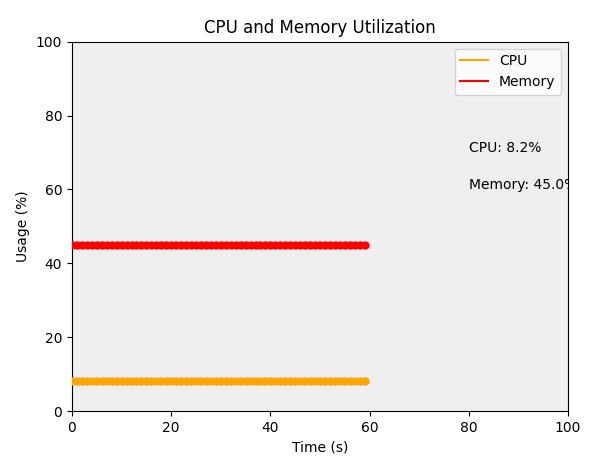 CPU and Memory Utilization
100
80
60
40
20
0
Usage (%)
CPU
Memory
CPU: 8.2%
Memory: 45.0%
0 20 40 60 80 100
Time (s)